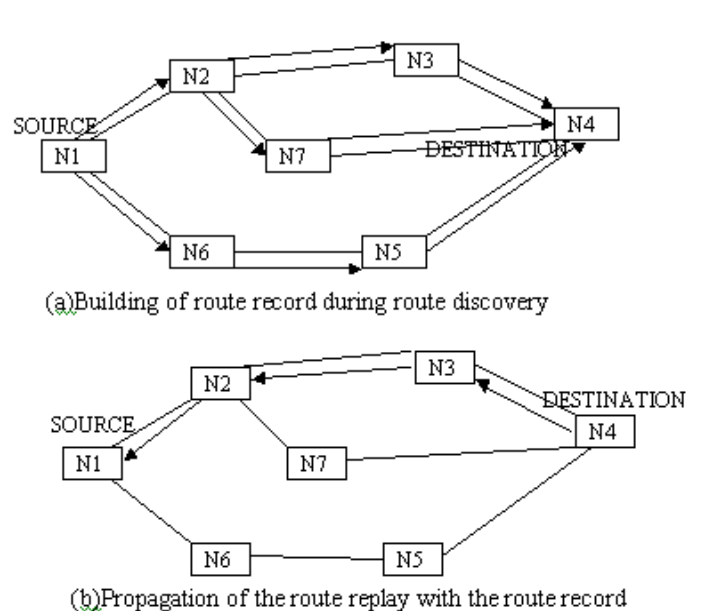 N3
N2
SOURCE
N4
N1
N7
DESTINATION
N6
N5
(a)Building of route record during route discovery
N3
N2
DESTINATION
SOURCE
N4
N1
N7
N6
N5
(b)Propagation of the route replay with the route record